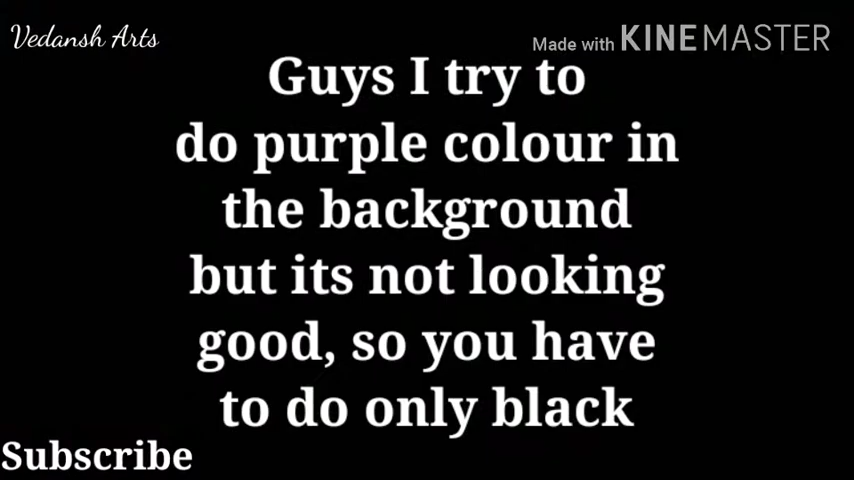 Vedansh Arts
Made with KINEMASTER
Guys I try to
do purple colour in
the background
but its not looking
good, so you have
to do only black
Subscribe